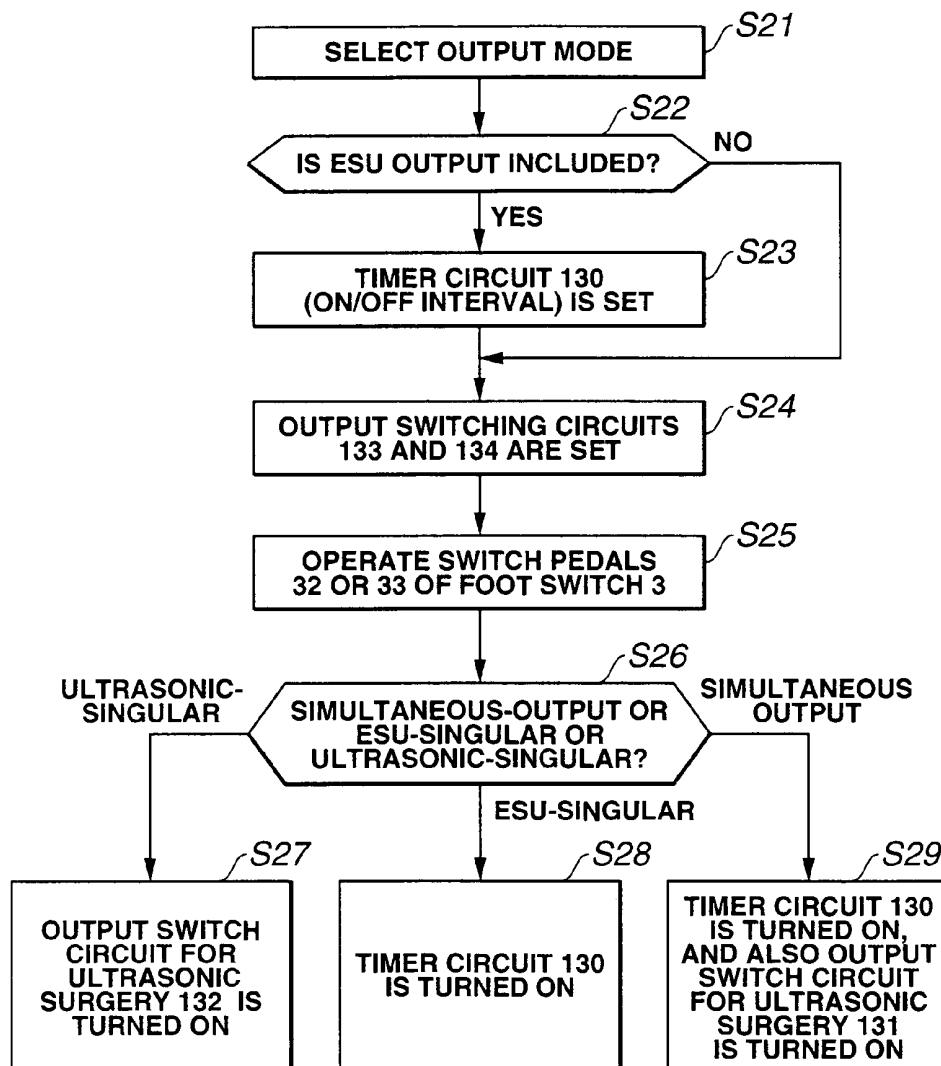 S21
SELECT OUTPUT MODE
S22
IS ESU OUTPUT INCLUDED?
NO
YES
S23
TIMER CIRCUIT 130
(ON/OFF INTERVAL) IS SET
S24
OUTPUT SWITCHING CIRCUITS
133 AND 134 ARE SET
S25
OPERATE SWITCH PEDALS
32 OR 33 OF FOOT SWITCH 3
S26
ULTRASONIC-
SINGULAR
SIMULTANEOUS-OUTPUT OR
ESU-SINGULAR OR
ULTRASONIC-SINGULAR?
SIMULTANEOUS
OUTPUT
ESU-SINGULAR
S27
OUTPUT SWITCH
CIRCUIT FOR
ULTRASONIC
SURGERY 132 IS
TURNED ON
S28
TIMER CIRCUIT 130
IS TURNED ON
S29
TIMER CIRCUIT 130
IS TURNED ON,
AND ALSO OUTPUT
SWITCH CIRCUIT
FOR ULTRASONIC
SURGERY 131
IS TURNED ON